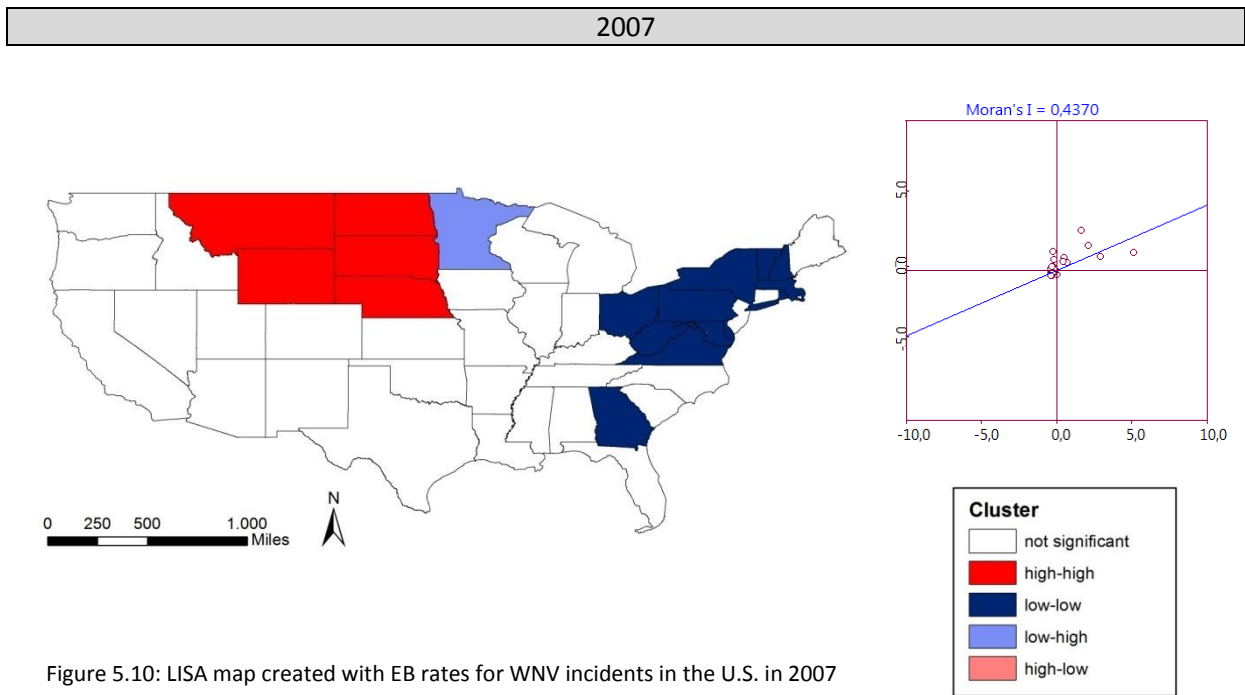 2007
Moran's I = 0,4370
5,0
0,0
-5,0
-10,0 -5,0 0,0 5,0 10,0
N
0 250 500 1.000
Miles
Cluster
not significant
high-high
low-low
low-high
high-low
Figure 5.10: LISA map created with EB rates for WNV incidents in the U.S. in 2007